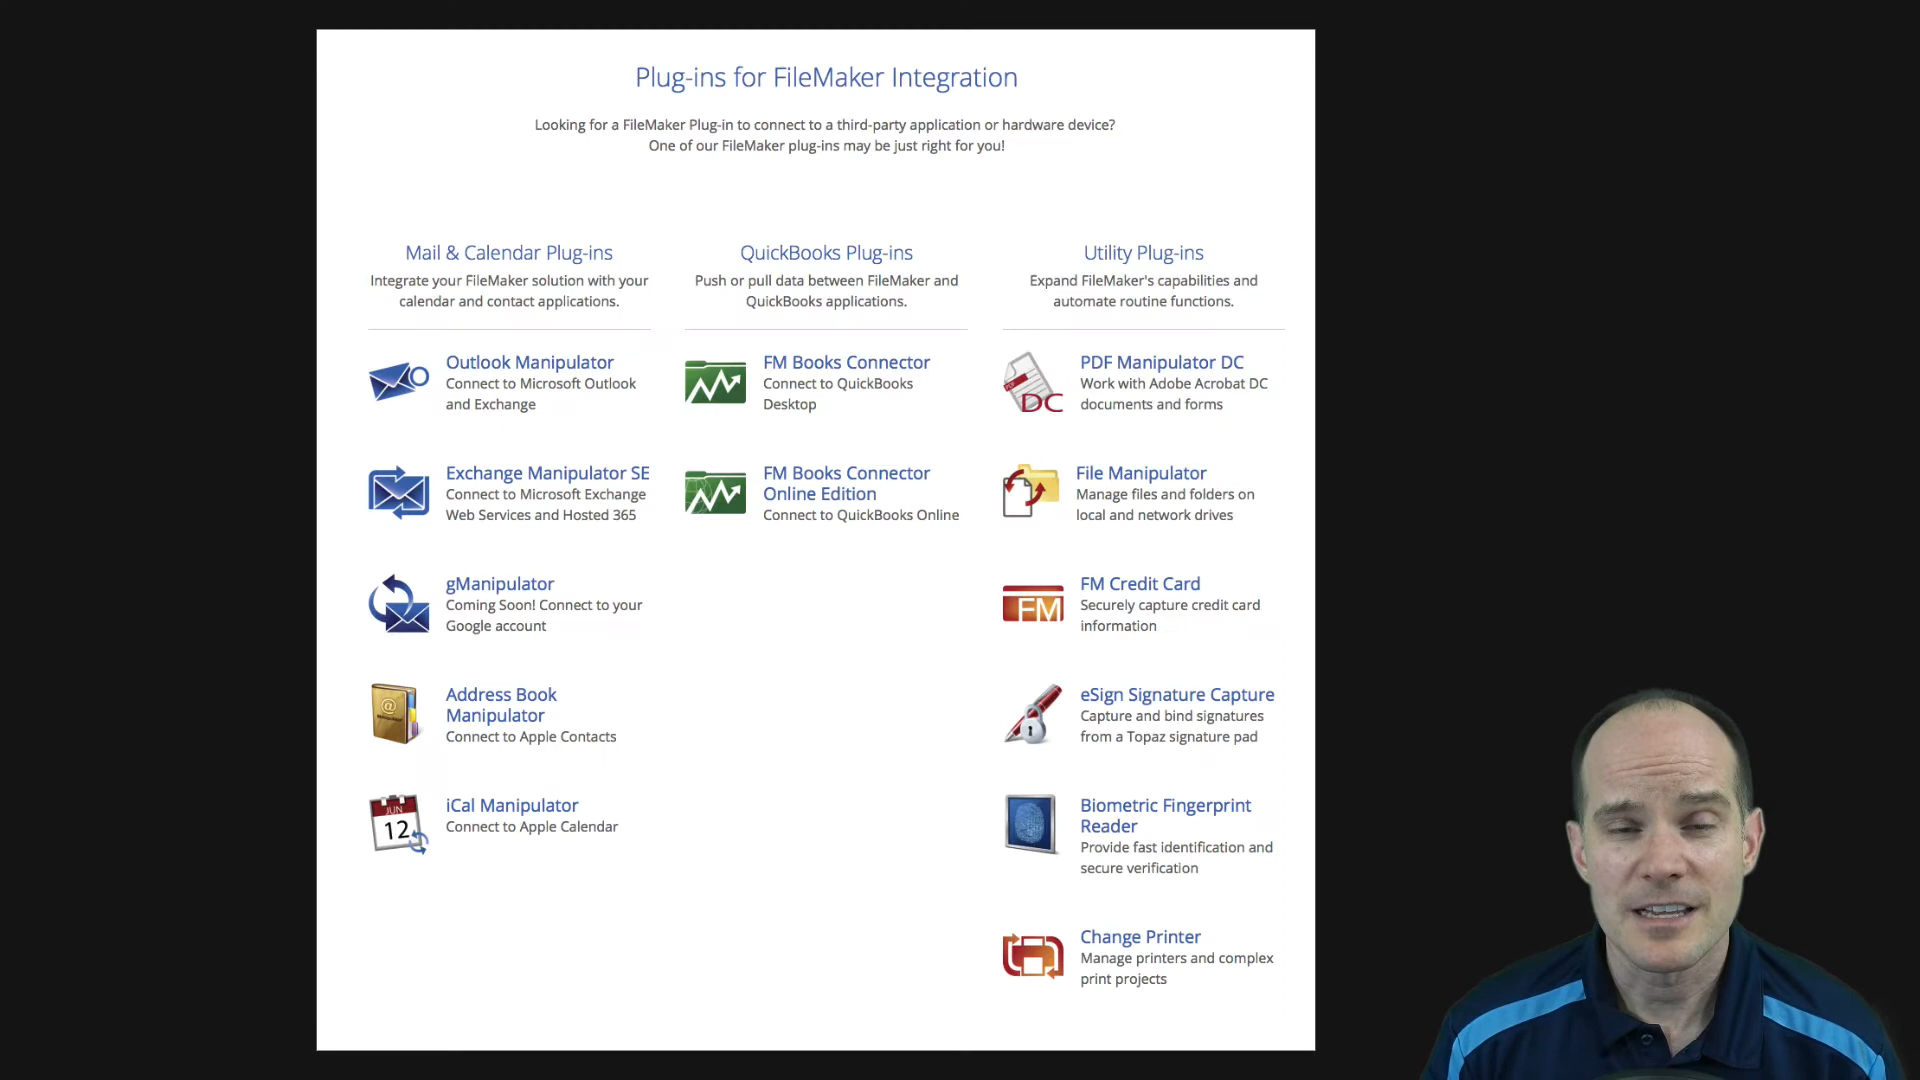 Plug-ins for FileMaker Integration
Looking for a FileMaker Plug-in to connect to a third-party application or hardware device?
One of our FileMaker plug-ins may be just right for you!
Mail & Calendar Plug-ins
Integrate your FileMaker solution with your
calendar and contact applications.
Outlook Manipulator
Connect to Microsoft Outlook
and Exchange
Exchange Manipulator SE
Connect to Microsoft Exchange
Web Services and Hosted 365
gManipulator
Coming Soon! Connect to your
Google account
@
Address Book
Manipulator
Connect to Apple Contacts
JUN
12
iCal Manipulator
Connect to Apple Calendar
QuickBooks Plug-ins
Push or pull data between FileMaker and
QuickBooks applications.
FM Books Connector
Connect to QuickBooks
Desktop
FM Books Connector
Online Edition
Connect to QuickBooks Online
Utility Plug-ins
Expand FileMaker's capabilities and
automate routine functions.
PDF
DC
PDF Manipulator DC
Work with Adobe Acrobat DC
documents and forms
File Manipulator
Manage files and folders on
local and network drives
FM
FM Credit Card
Securely capture credit card
information
eSign Signature Capture
Capture and bind signatures
from a Topaz signature pad
Biometric Fingerprint
Reader
Provide fast identification and
secure verification
Change Printer
Manage printers and complex
print projects